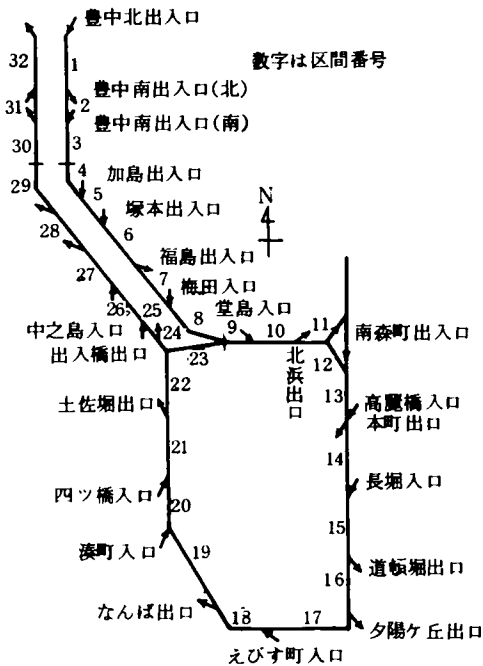 豊中北出入口
32
1
数字は区間番号
豊中南出入口(北)
31
2
豊中南出入口(南)
30
3
4
加島出入口
29
5
塚本出入口
N
28
6
福島出入口
27
7
梅田入口
26
25
8
堂島入口
中之島入口
24
9
10
11
南森町出入口
出入橋出口
23
北浜出口
12
22
13
土佐堀出口
高麗橋入口
本町出口
21
14
四ツ橋入口
長堀入口
20
15
湊町入口
19
道頓堀出口
16
なんば出口
18
17
夕陽ケ丘出口
えびす町入口